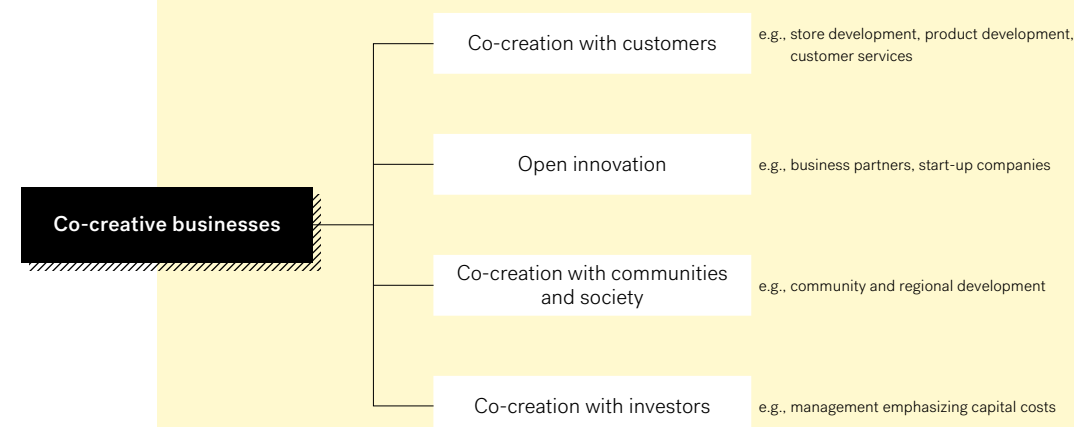 Co-creation with customers
e.g., store development, product development,
customer services
Open innovation
e.g., business partners, start-up companies
Co-creative businesses
Co-creation with communities
and society
e.g., community and regional development
Co-creation with investors
e.g., management emphasizing capital costs